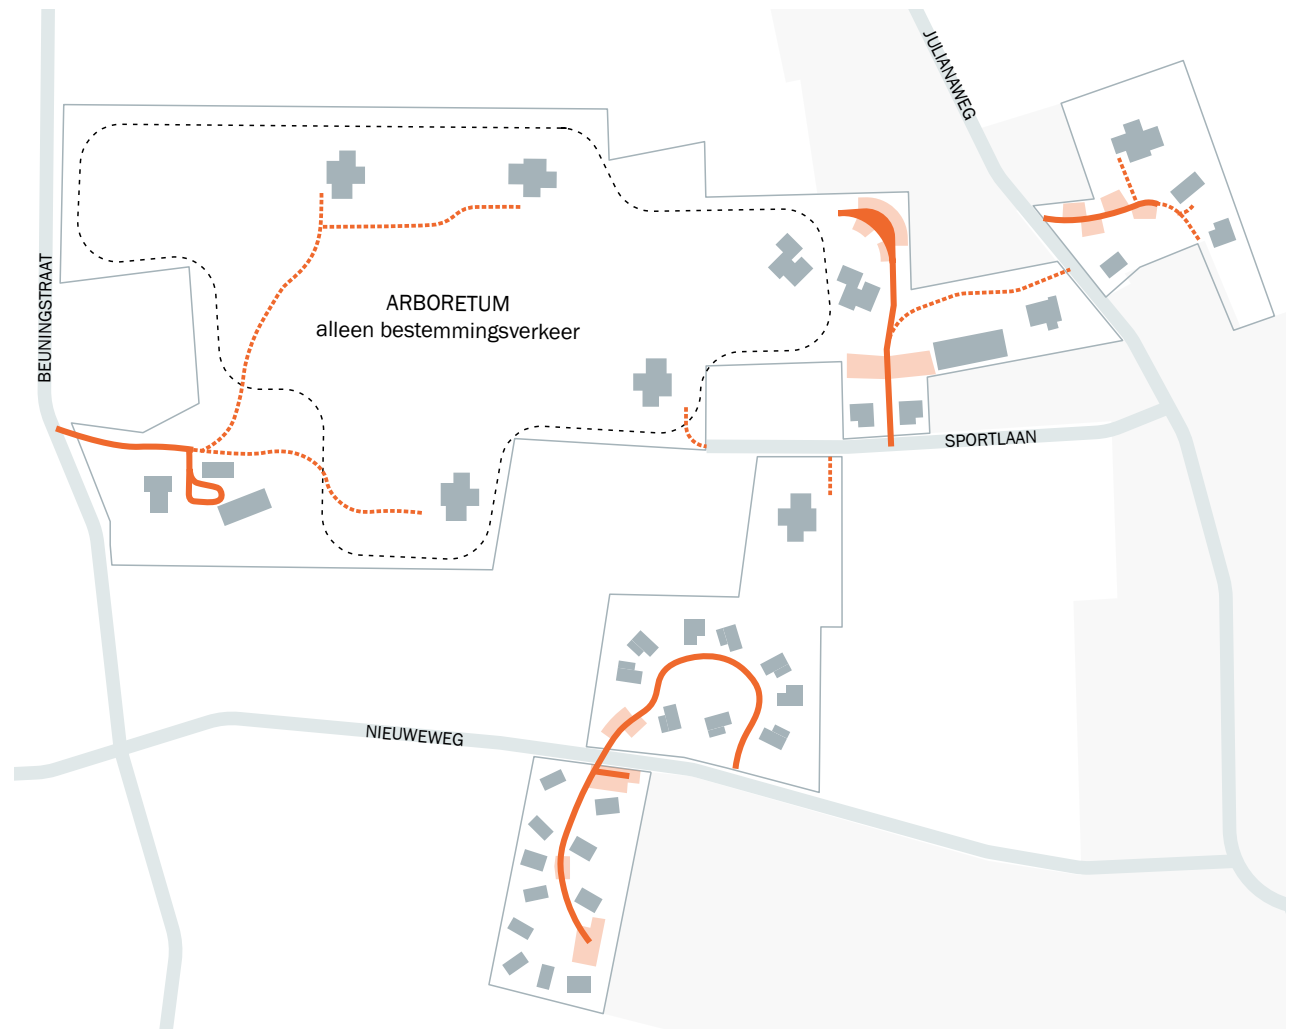 JULIANAWEG
BEUNINGSTRAAT
ARBORETUM
alleen bestemmingsverkeer
SPORTLAAN
NIEUWEWEG